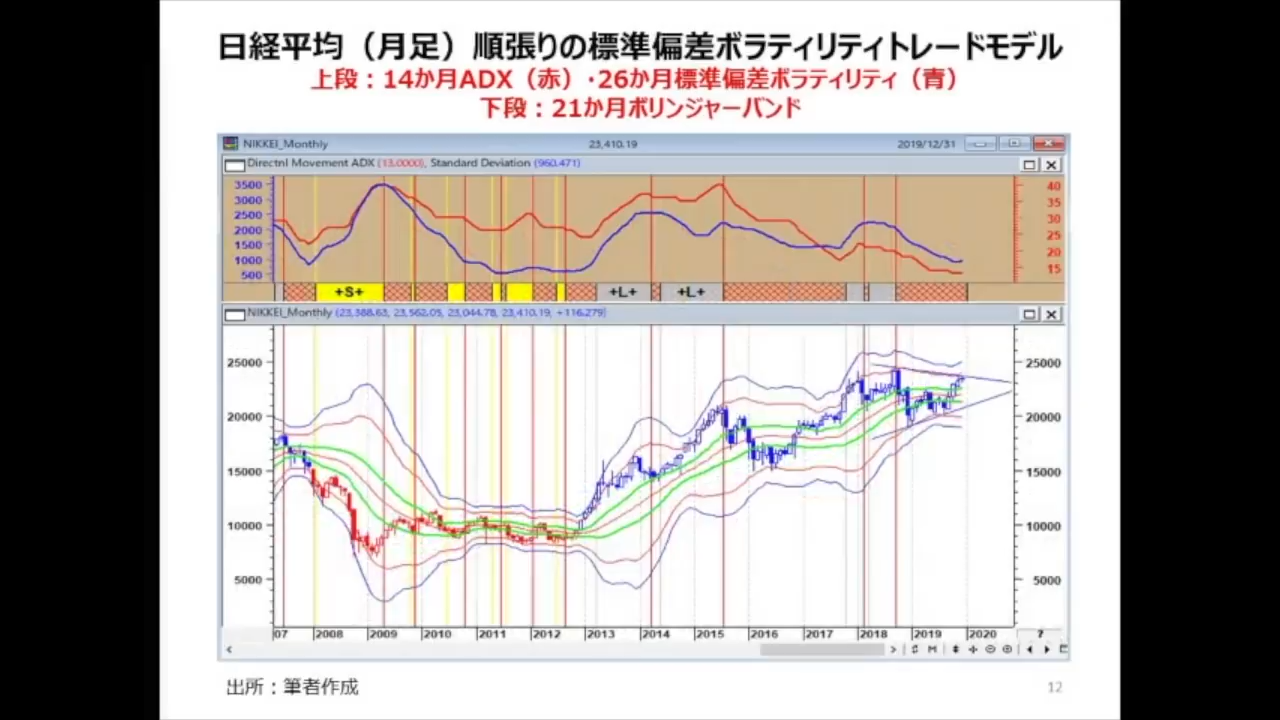 日経平均（月足）順張りの標準偏差ボラティリティトレードモデル
上段：14か月ADX（赤）･26か月標準偏差ボラティリティ（青）
下段：21か月ボリンジャーバンド
NIKKEI_Monthly 23,410.19 2019/12/31
Directnl Movement ADX (13.0000), Standard Deviation (960.471)
3500 40
3000 35
2500 30
2000
1500 25
1000 20
500 15
+S+ +L+ +L+
NIKKEI_Monthly (23,388.63, 23,562.05, 23,044.78, 23,410.19, +116.279)
25000 25000
20000 20000
15000 15000
10000 10000
5000 5000
07 2008 2009 2010 2011 2012 2013 2014 2015 2016 2017 2018 2019 2020 ?
出所：筆者作成
12